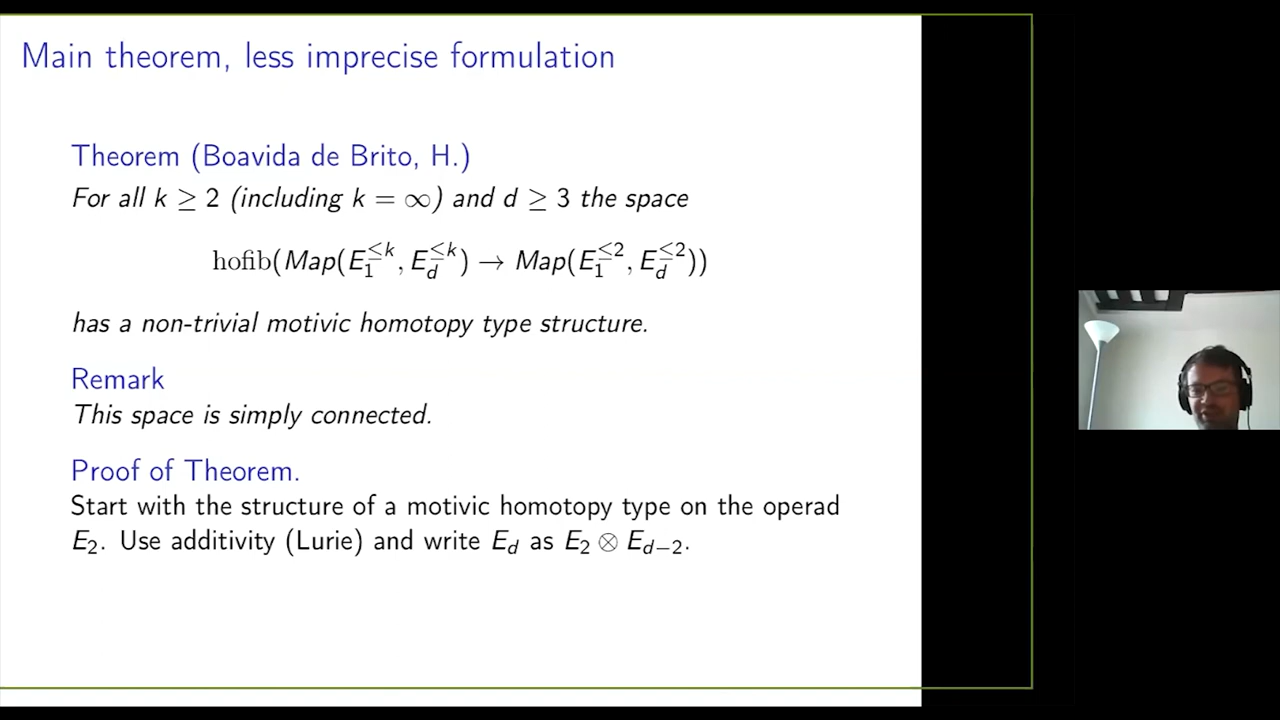 Main theorem, less imprecise formulation
Theorem (Boavida de Brito, H.)
For all k ≥ 2 (including k = ∞) and d ≥ 3 the space
hofib(Map(E_1^{≤k}, E_d^{≤k}) → Map(E_1^{≤2}, E_d^{≤2}))
has a non-trivial motivic homotopy type structure.
Remark
This space is simply connected.
Proof of Theorem.
Start with the structure of a motivic homotopy type on the operad
E_2. Use additivity (Lurie) and write E_d as E_2 ⊗ E_{d−2}.